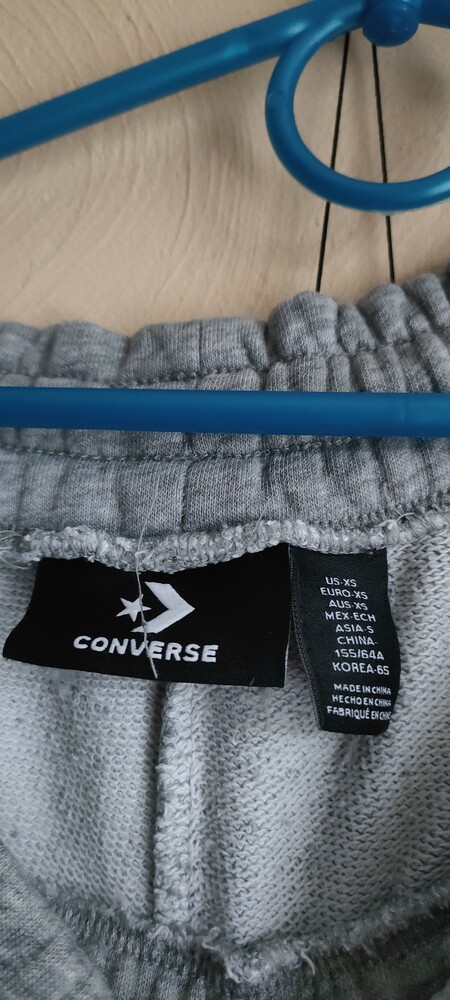 CONVERSE
US-XS
EURO-XS
AUS-XS
MEX-ECH
ASIA-S
CHINA-
155/64A
KOREA-65
MADE IN CHINA
HECHO EN CHINA
FABRIQUÉ EN CHINE